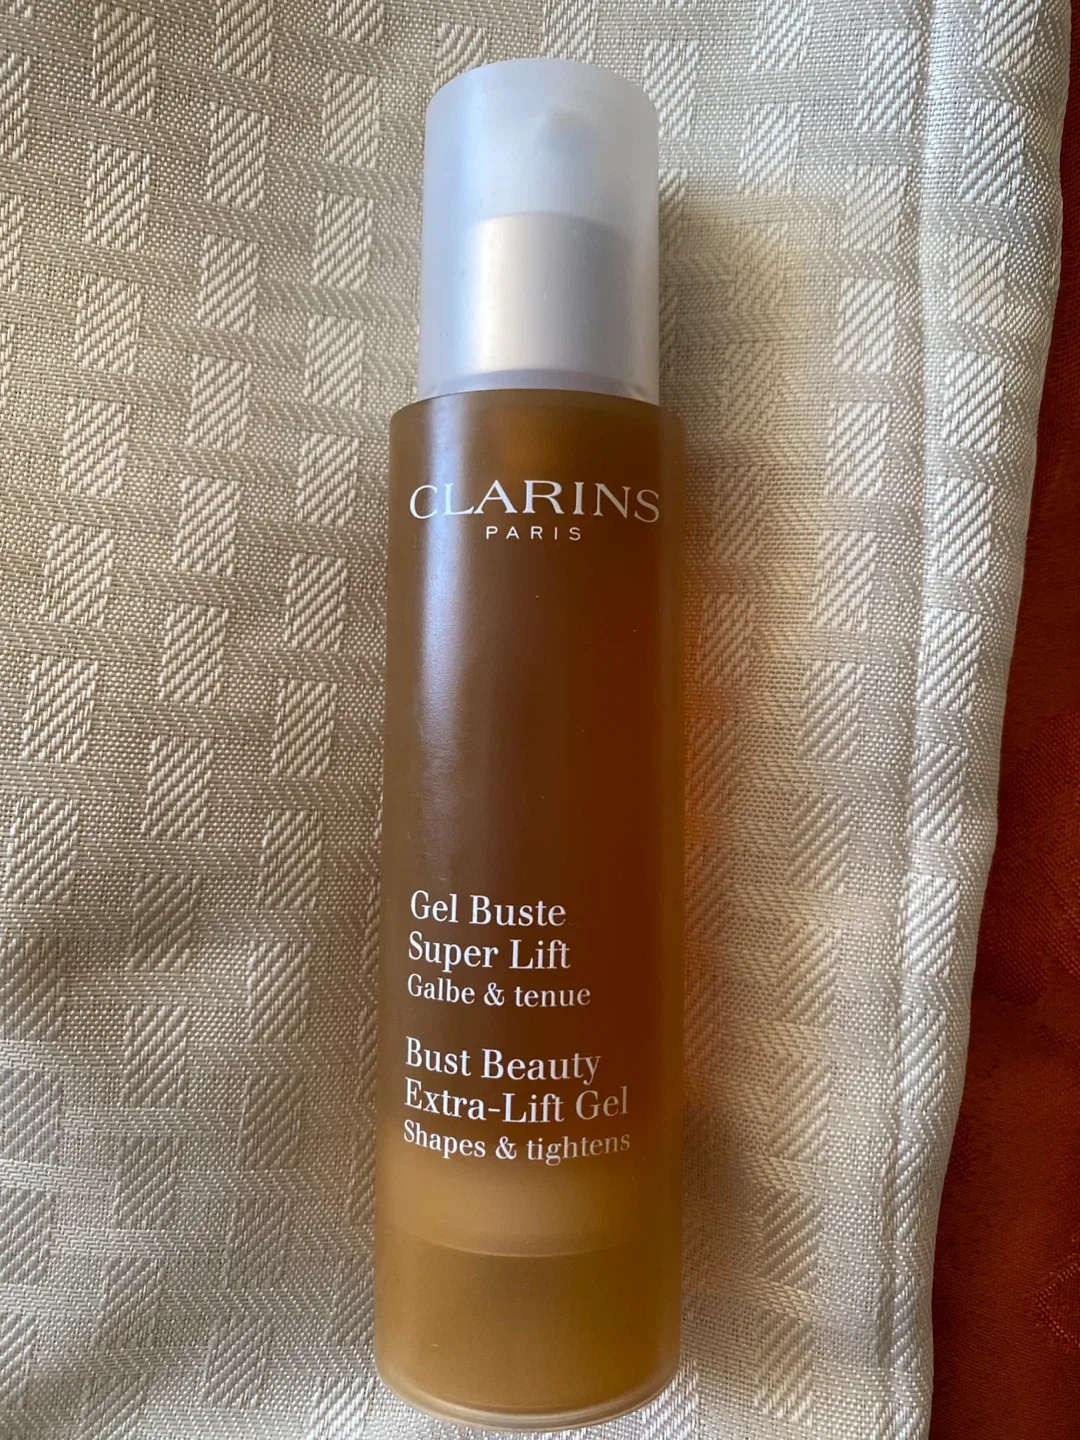 CLARINS
PARIS
Gel Buste
Super Lift
Galbe & tenue
Bust Beauty
Extra-Lift Gel
Shapes & tightens